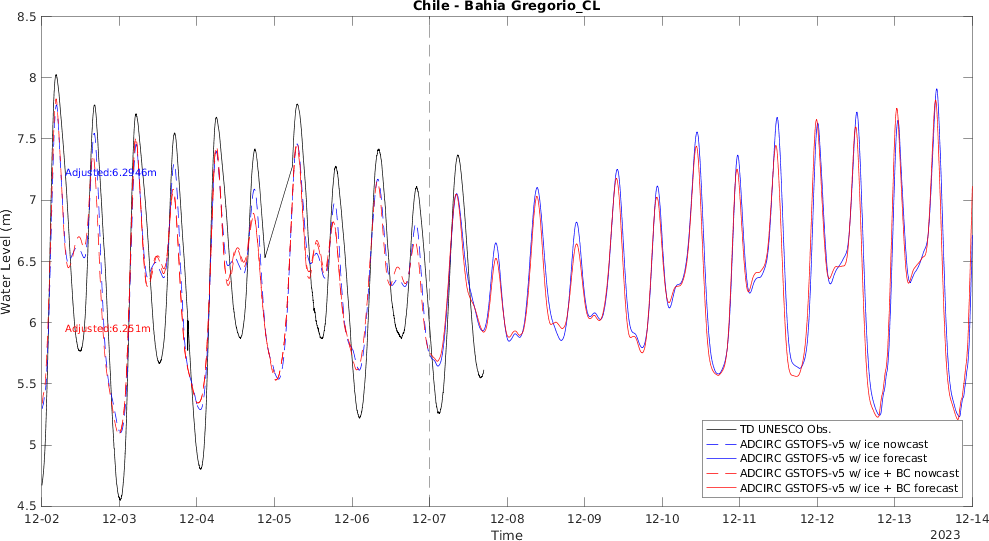 Chile - Bahia Gregorio_CL
8.5
8
7.5
7
6.5
6
5.5
5
4.5
Water Level (m)
Adjusted:6.2946m
Adjusted:6.251m
TD UNESCO Obs.
ADCIRC GSTOFS-v5 w/ ice nowcast
ADCIRC GSTOFS-v5 w/ ice forecast
ADCIRC GSTOFS-v5 w/ ice + BC nowcast
ADCIRC GSTOFS-v5 w/ ice + BC forecast
12-02 12-03 12-04 12-05 12-06 12-07 12-08 12-09 12-10 12-11 12-12 12-13 12-14
Time
2023